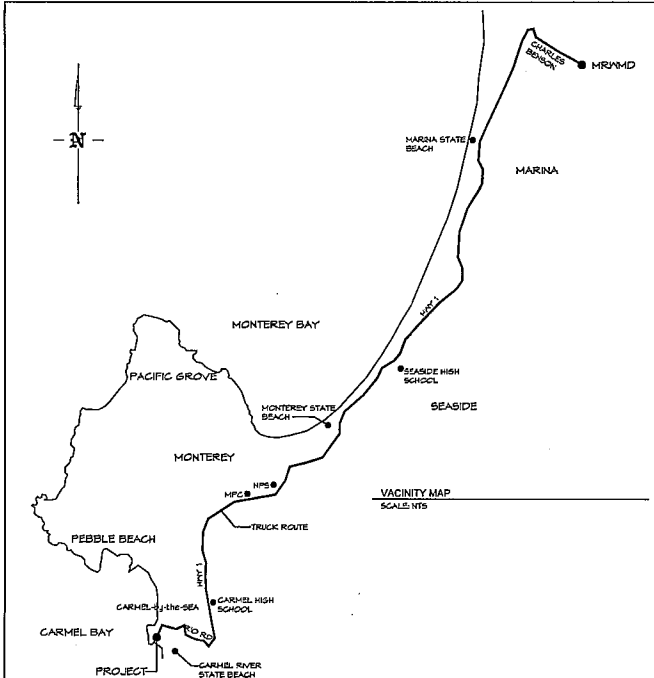 CHARLES
BENSON
MRWMD
N
MARINA STATE
BEACH
MARINA
HWY 1
MONTEREY BAY
PACIFIC GROVE
SEASIDE HIGH
SCHOOL
MONTEREY STATE
BEACH
SEASIDE
MONTEREY
NPS
MPC
VACINITY MAP
SCALE: NTS
TRUCK ROUTE
PEBBLE BEACH
HWY 1
CARMEL HIGH
SCHOOL
CARMEL-by-the-SEA
CARMEL BAY
RIO RD
PROJECT
CARMEL RIVER
STATE BEACH